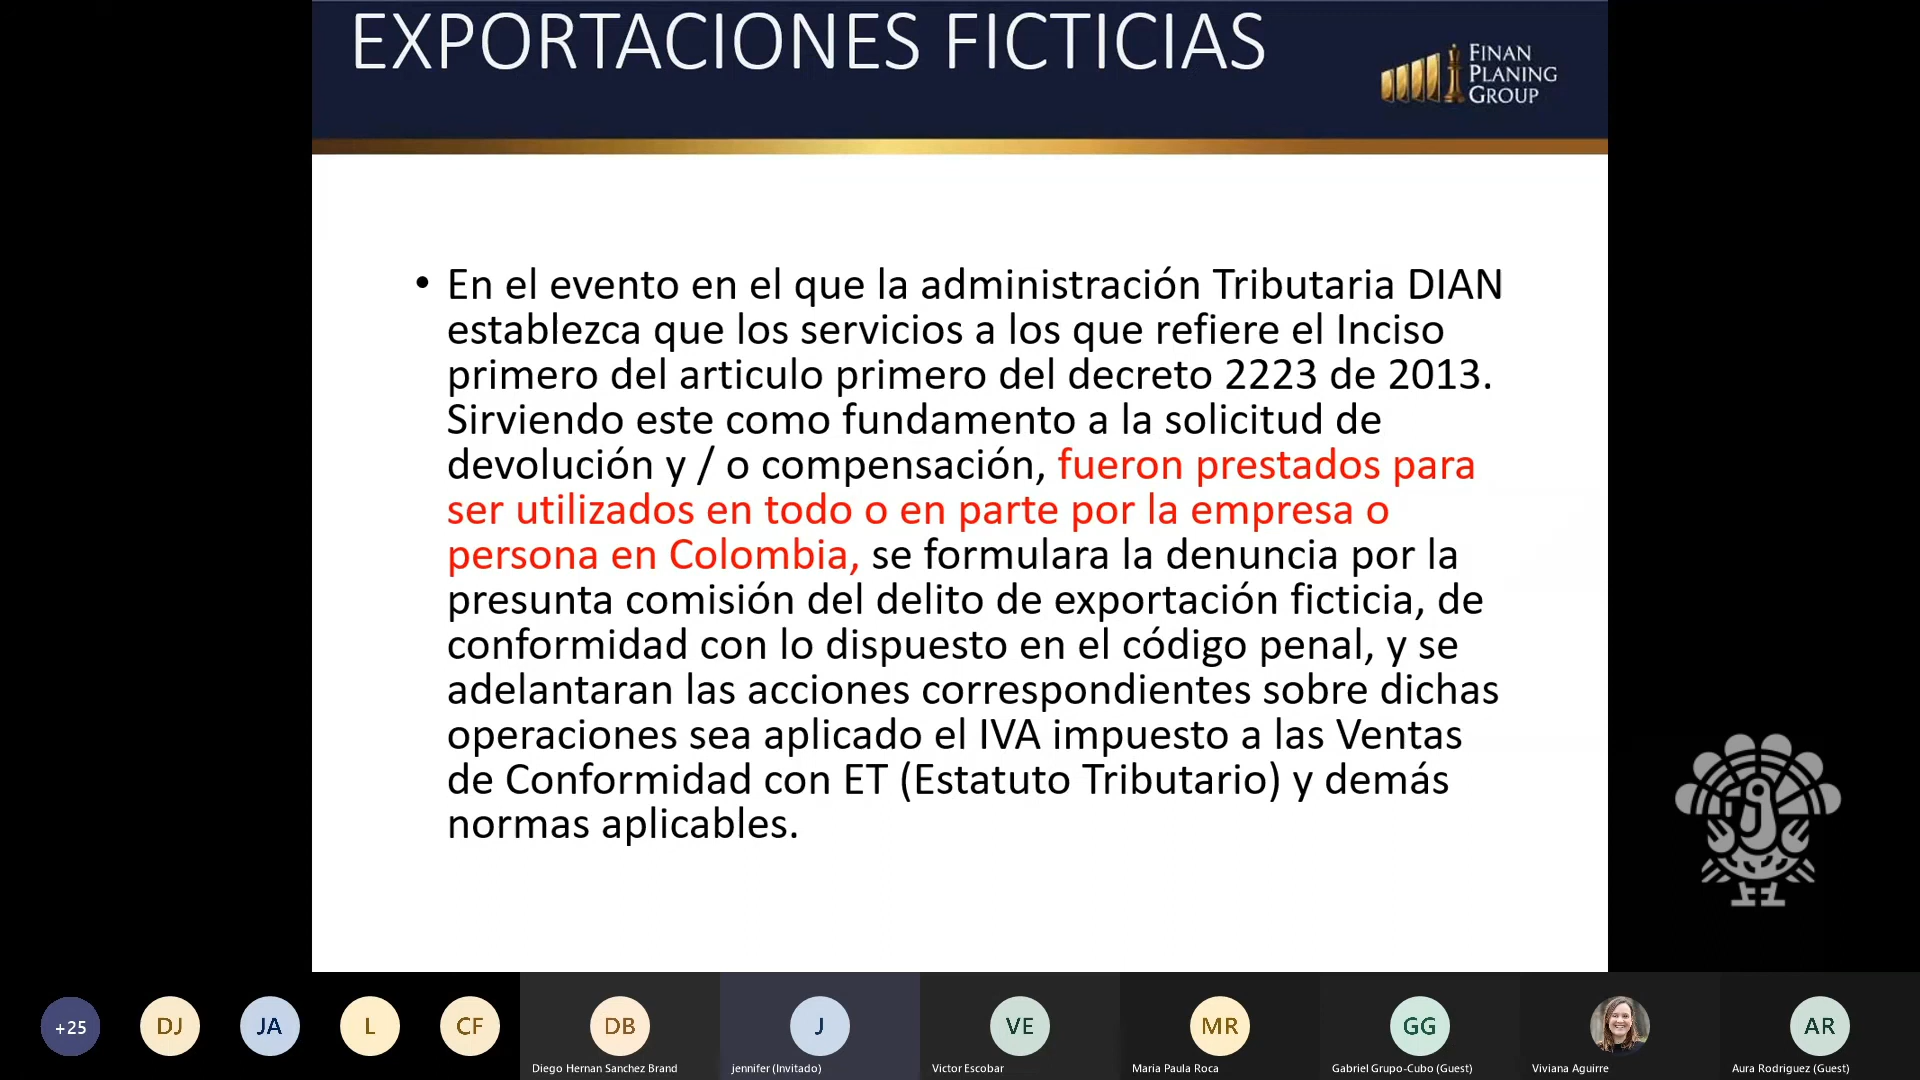 EXPORTACIONES FICTICIAS
FINAN
PLANING
GROUP
• En el evento en el que la administración Tributaria DIAN
establezca que los servicios a los que refiere el Inciso
primero del articulo primero del decreto 2223 de 2013.
Sirviendo este como fundamento a la solicitud de
devolución y / o compensación, fueron prestados para
ser utilizados en todo o en parte por la empresa o
persona en Colombia, se formulara la denuncia por la
presunta comisión del delito de exportación ficticia, de
conformidad con lo dispuesto en el código penal, y se
adelantaran las acciones correspondientes sobre dichas
operaciones sea aplicado el IVA impuesto a las Ventas
de Conformidad con ET (Estatuto Tributario) y demás
normas aplicables.
+25 DJ JA L CF DB J VE MR GG AR
Diego Hernan Sanchez Brand jennifer (Invitado) Victor Escobar Maria Paula Roca Gabriel Grupo-Cubo (Guest) Viviana Aguirre Aura Rodriguez (Guest)